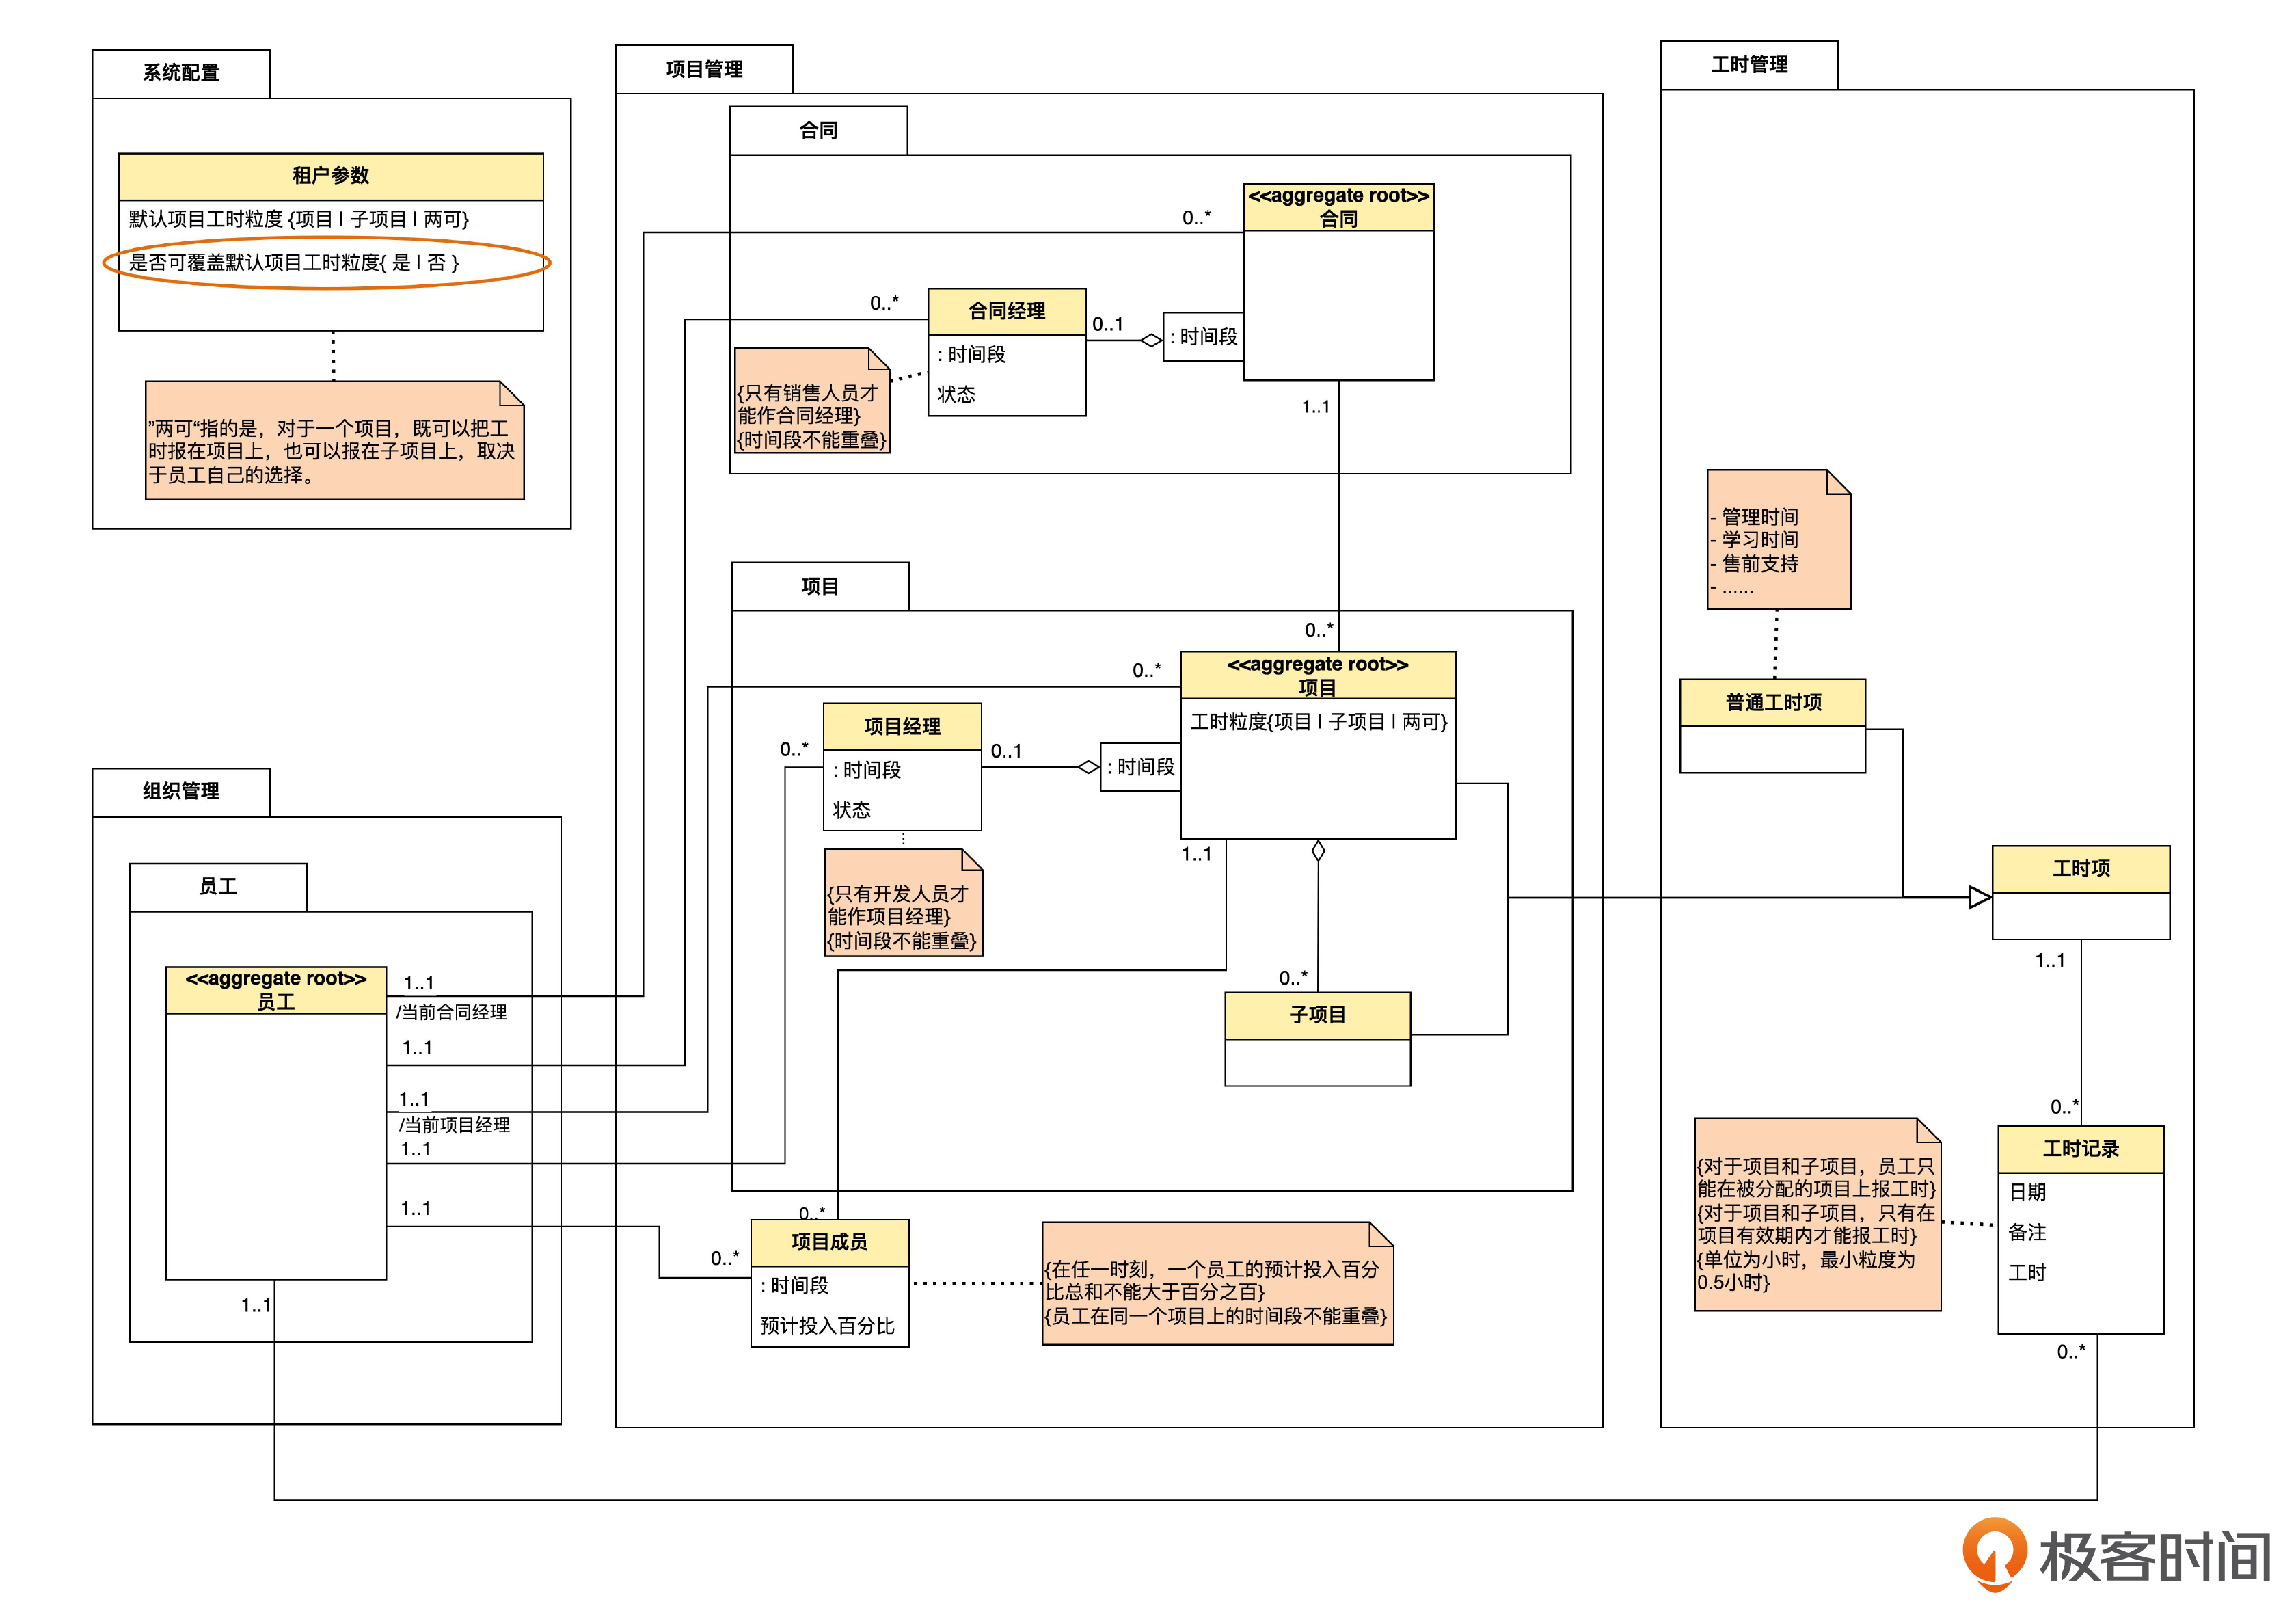 系统配置
租户参数
默认项目工时粒度 {项目 | 子项目 | 两可}
是否可覆盖默认项目工时粒度{ 是 | 否 }
”两可“指的是，对于一个项目，既可以把工
时报在项目上，也可以报在子项目上，取决
于员工自己的选择。
项目管理
合同
<<aggregate root>>
合同
0..*
0..*
合同经理
: 时间段
状态
0..1
: 时间段
{只有销售人员才
能作合同经理}
{时间段不能重叠}
1..1
项目
0..*
0..*
<<aggregate root>>
项目
工时粒度{项目 | 子项目 | 两可}
0..*
项目经理
: 时间段
状态
0..1
: 时间段
{只有开发人员才
能作项目经理}
{时间段不能重叠}
1..1
0..*
子项目
组织管理
员工
<<aggregate root>>
员工
1..1
/当前合同经理
1..1
1..1
/当前项目经理
1..1
1..1
1..1
0..*
0..*
项目成员
: 时间段
预计投入百分比
{在任一时刻，一个员工的预计投入百分
比总和不能大于百分之百}
{员工在同一个项目上的时间段不能重叠}
工时管理
- 管理时间
- 学习时间
- 售前支持
- ......
普通工时项
工时项
1..1
0..*
工时记录
日期
备注
工时
{对于项目和子项目，员工只
能在被分配的项目上报工时}
{对于项目和子项目，只有在
项目有效期内才能报工时}
{单位为小时，最小粒度为
0.5小时}
0..*
极客时间